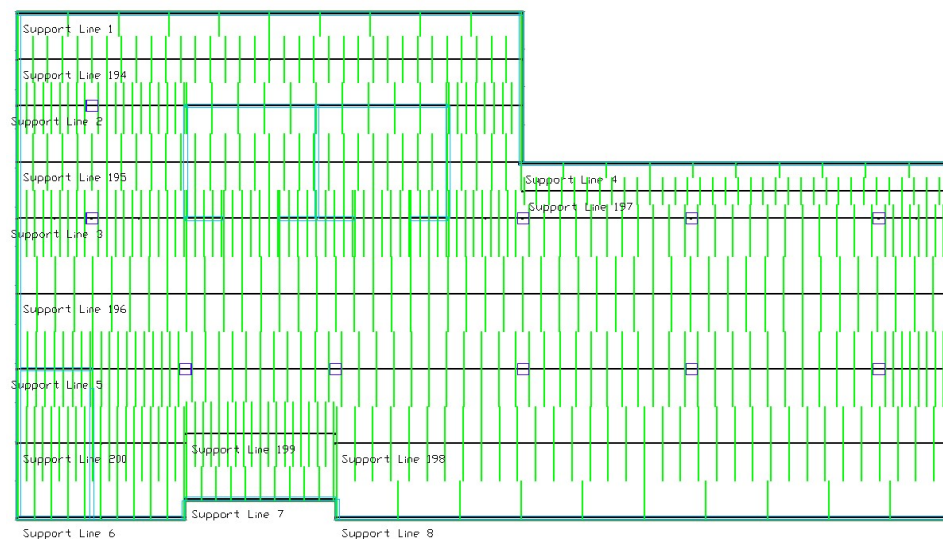 Support Line 1
Support Line 194
Support Line 2
Support Line 195
Support Line 4
Support Line 197
Support Line 3
Support Line 196
Support Line 5
Support Line 199
Support Line 200
Support Line 198
Support Line 7
Support Line 6
Support Line 8